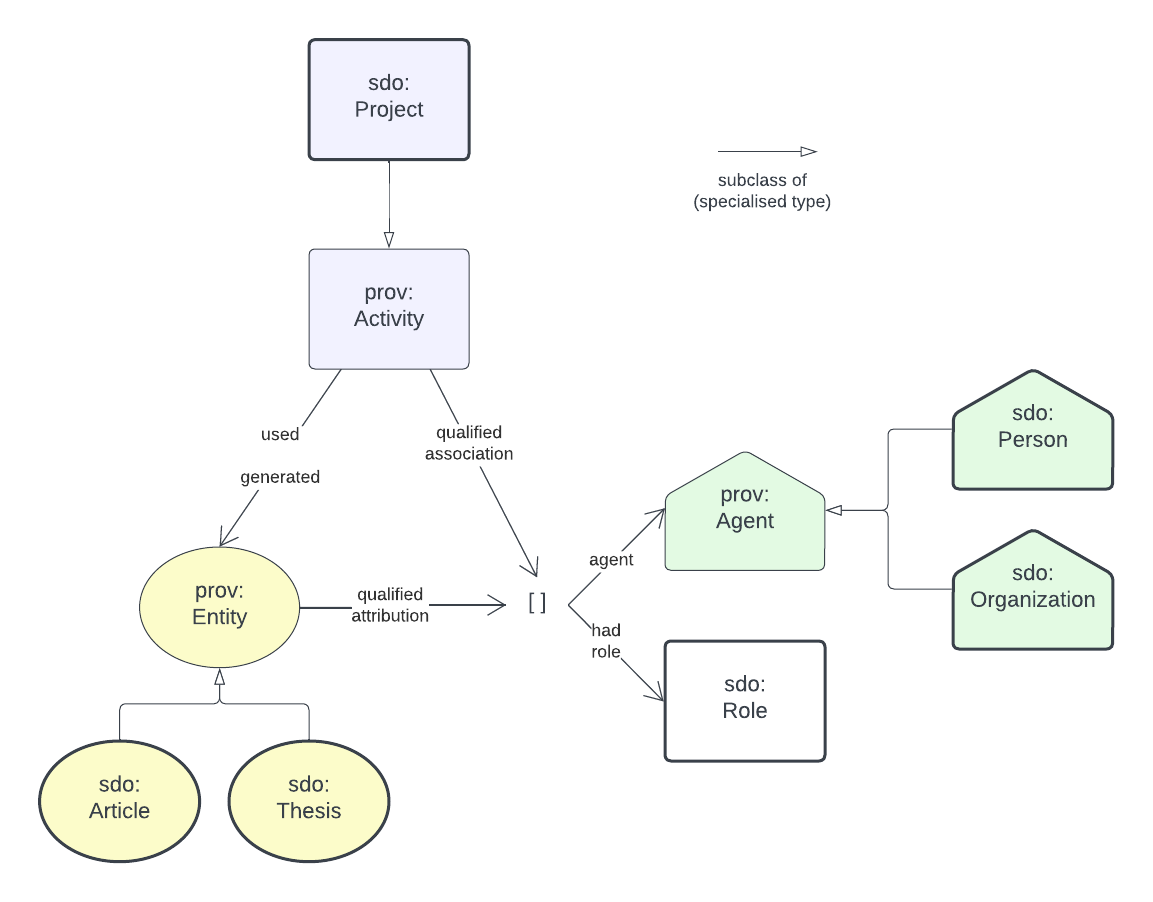 sdo:
Project
subclass of
(specialised type)
prov:
Activity
used
generated
qualified
association
prov:
Entity
qualified
attribution
[ ]
agent
had
role
prov:
Agent
sdo:
Person
sdo:
Organization
sdo:
Role
sdo:
Article
sdo:
Thesis